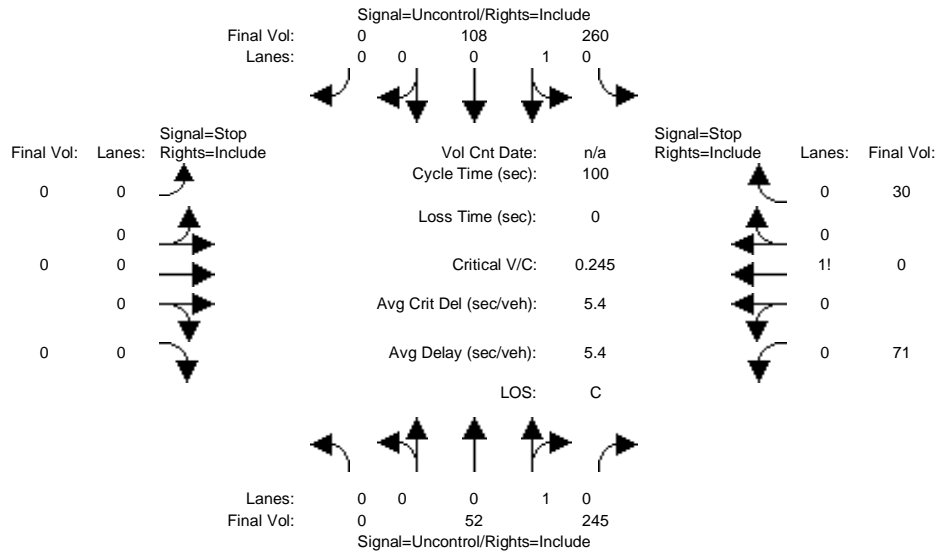 Signal=Uncontrol/Rights=Include
Final Vol: 0 108 260
Lanes: 0 0 0 1 0
Signal=Stop Signal=Stop
Final Vol: Lanes: Rights=Include Vol Cnt Date: n/a Rights=Include Lanes: Final Vol:
Cycle Time (sec): 100
0 0 0 30
Loss Time (sec): 0
0 0
0 0 Critical V/C: 0.245 1! 0
0 Avg Crit Del (sec/veh): 5.4 0
0 0 Avg Delay (sec/veh): 5.4 0 71
LOS: C
Lanes: 0 0 0 1 0
Final Vol: 0 52 245
Signal=Uncontrol/Rights=Include